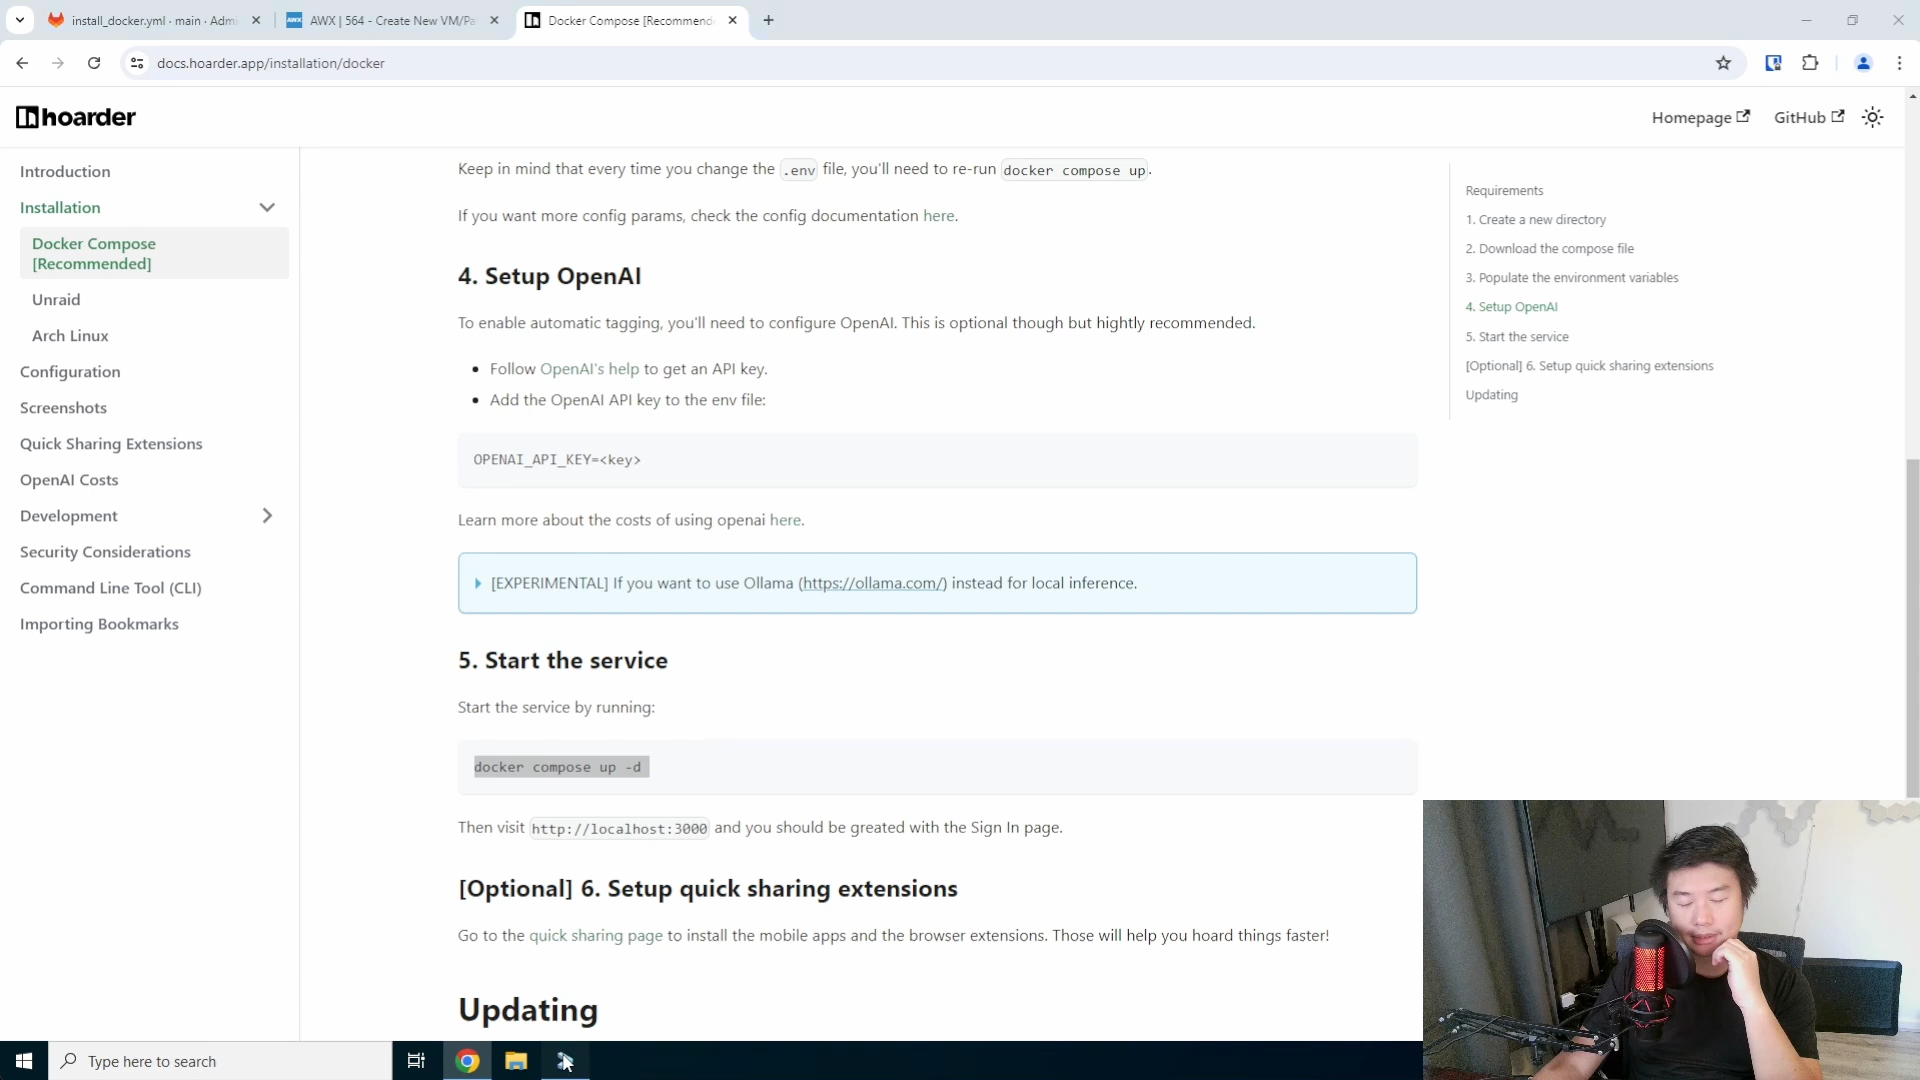 install_docker.yml · main · Admi
AWX | 564 - Create New VM/Pa
Docker Compose [Recommend
docs.hoarder.app/installation/docker
hoarder
Homepage
GitHub
Introduction
Installation
Docker Compose
[Recommended]
Unraid
Arch Linux
Configuration
Screenshots
Quick Sharing Extensions
OpenAI Costs
Development
Security Considerations
Command Line Tool (CLI)
Importing Bookmarks
Keep in mind that every time you change the .env file, you'll need to re-run docker compose up.
If you want more config params, check the config documentation here.
4. Setup OpenAI
To enable automatic tagging, you'll need to configure OpenAI. This is optional though but hightly recommended.
Follow OpenAI's help to get an API key.
Add the OpenAI API key to the env file:
OPENAI_API_KEY=<key>
Learn more about the costs of using openai here.
[EXPERIMENTAL] If you want to use Ollama (https://ollama.com/) instead for local inference.
5. Start the service
Start the service by running:
docker compose up -d
Then visit http://localhost:3000 and you should be greated with the Sign In page.
[Optional] 6. Setup quick sharing extensions
Go to the quick sharing page to install the mobile apps and the browser extensions. Those will help you hoard things faster!
Updating
Requirements
1. Create a new directory
2. Download the compose file
3. Populate the environment variables
4. Setup OpenAI
5. Start the service
[Optional] 6. Setup quick sharing extensions
Updating
Type here to search